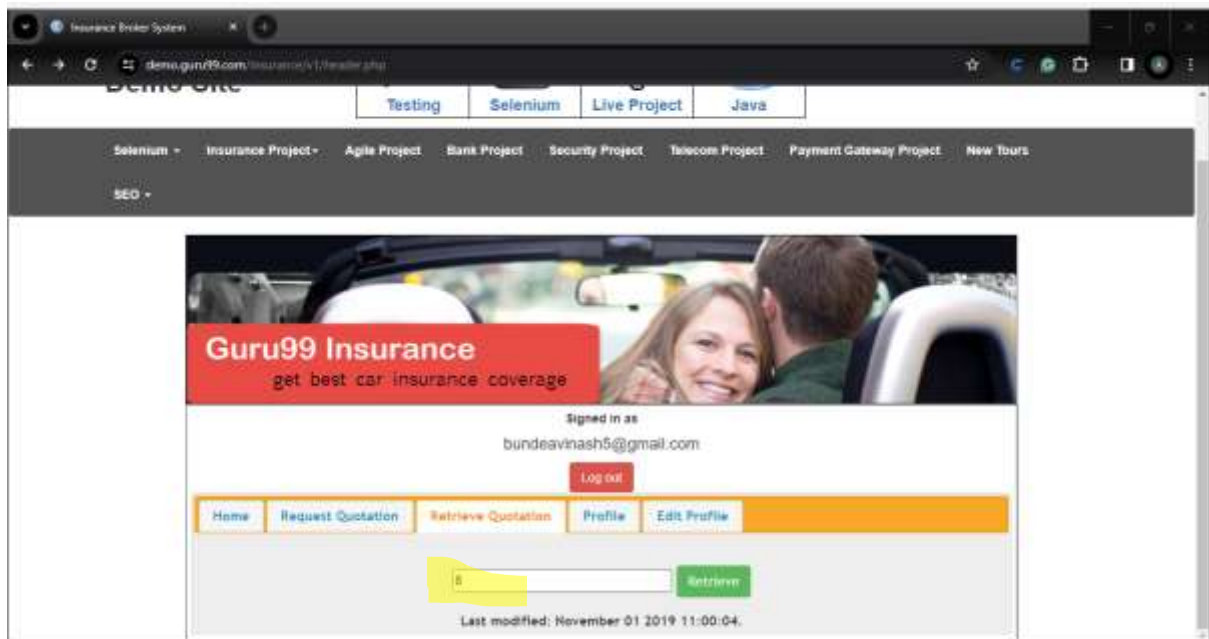 Insurance Broker System
demo.guru99.com/insurance/v1/header.php
Demo Site
Testing Selenium Live Project Java
Selenium Insurance Project Agile Project Bank Project Security Project Telecom Project Payment Gateway Project New Tours
SEO
Guru99 Insurance
get best car insurance coverage
Signed in as
bundeavinash5@gmail.com
Log out
Home Request Quotation Retrieve Quotation Profile Edit Profile
Retrieve
Last modified: November 01 2019 11:00:04.